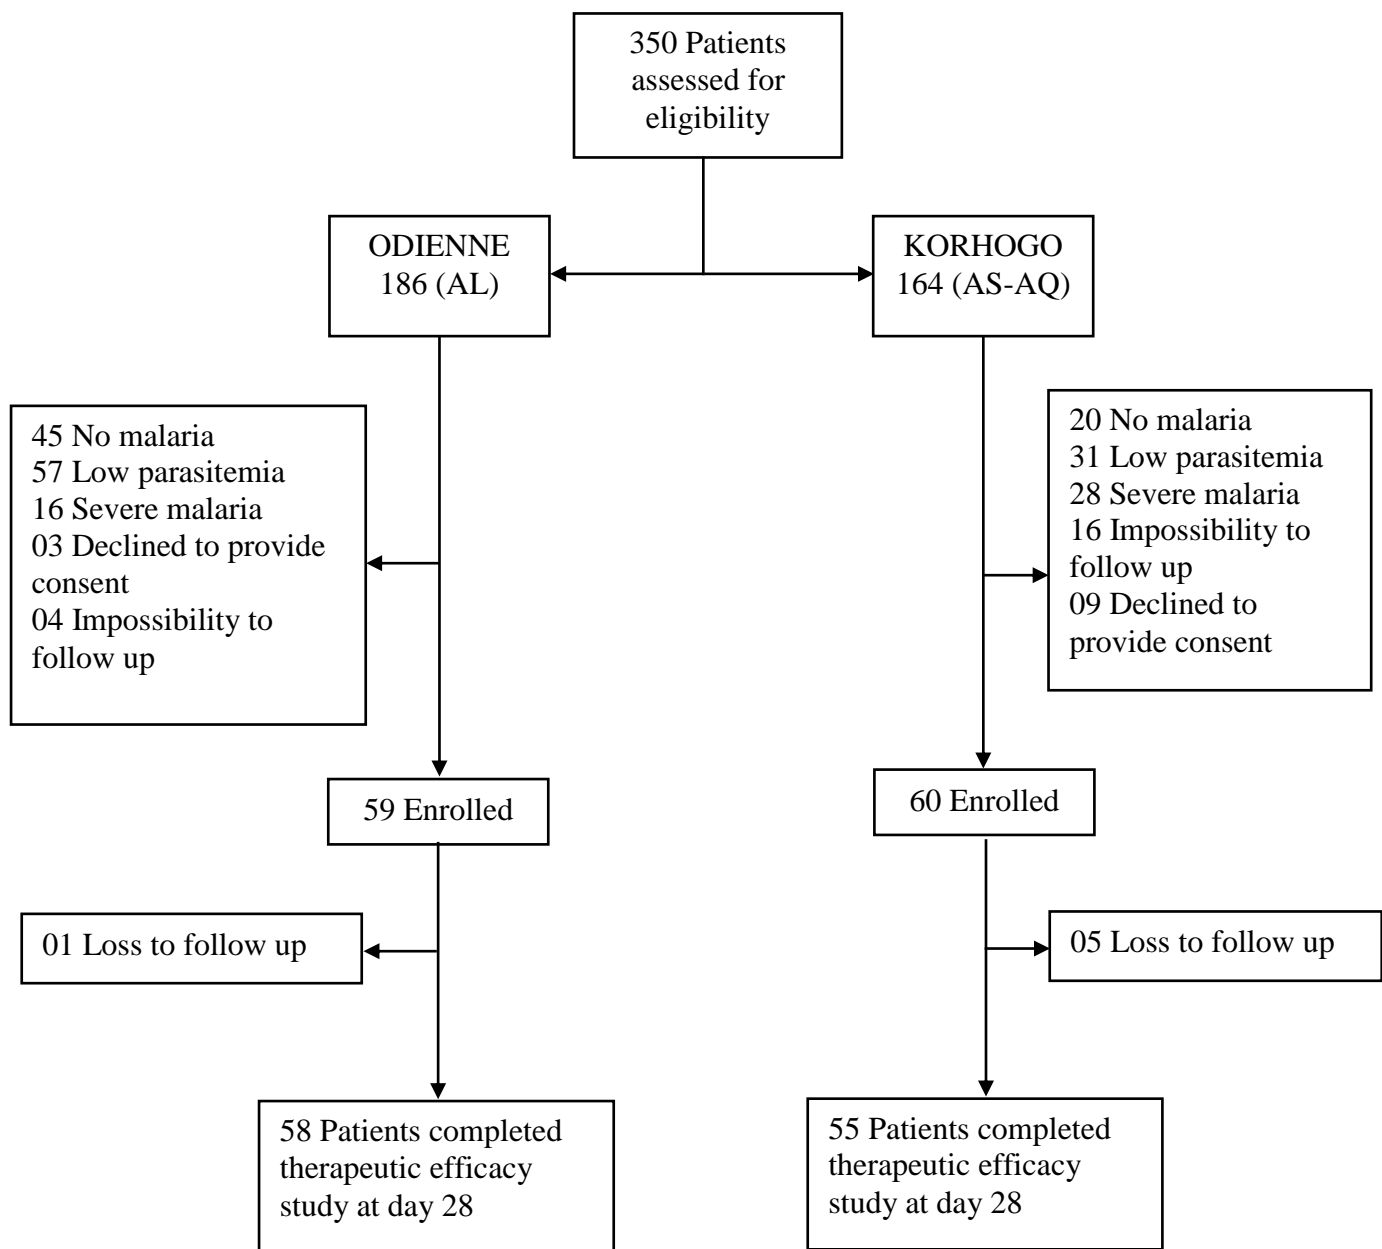 350 Patients
assessed for
eligibility
ODIENNE
186 (AL)
KORHOGO
164 (AS-AQ)
45 No malaria
57 Low parasitemia
16 Severe malaria
03 Declined to provide
consent
04 Impossibility to
follow up
20 No malaria
31 Low parasitemia
28 Severe malaria
16 Impossibility to
follow up
09 Declined to
provide consent
59 Enrolled
60 Enrolled
01 Loss to follow up
05 Loss to follow up
58 Patients completed
therapeutic efficacy
study at day 28
55 Patients completed
therapeutic efficacy
study at day 28